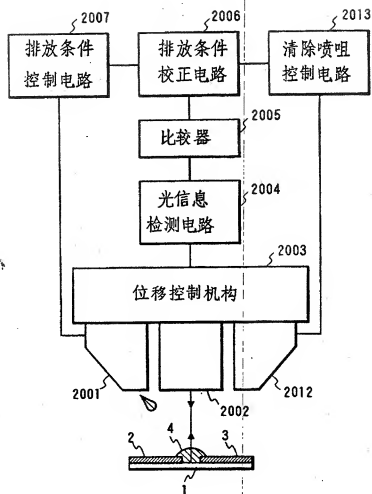 2007
2006
2013
排放条件
控制电路
排放条件
校正电路
清除喷咀
控制电路
2005
比较器
2004
光信息
检测电路
2003
位移控制机构
2001
2002
2012
2
4
3
1